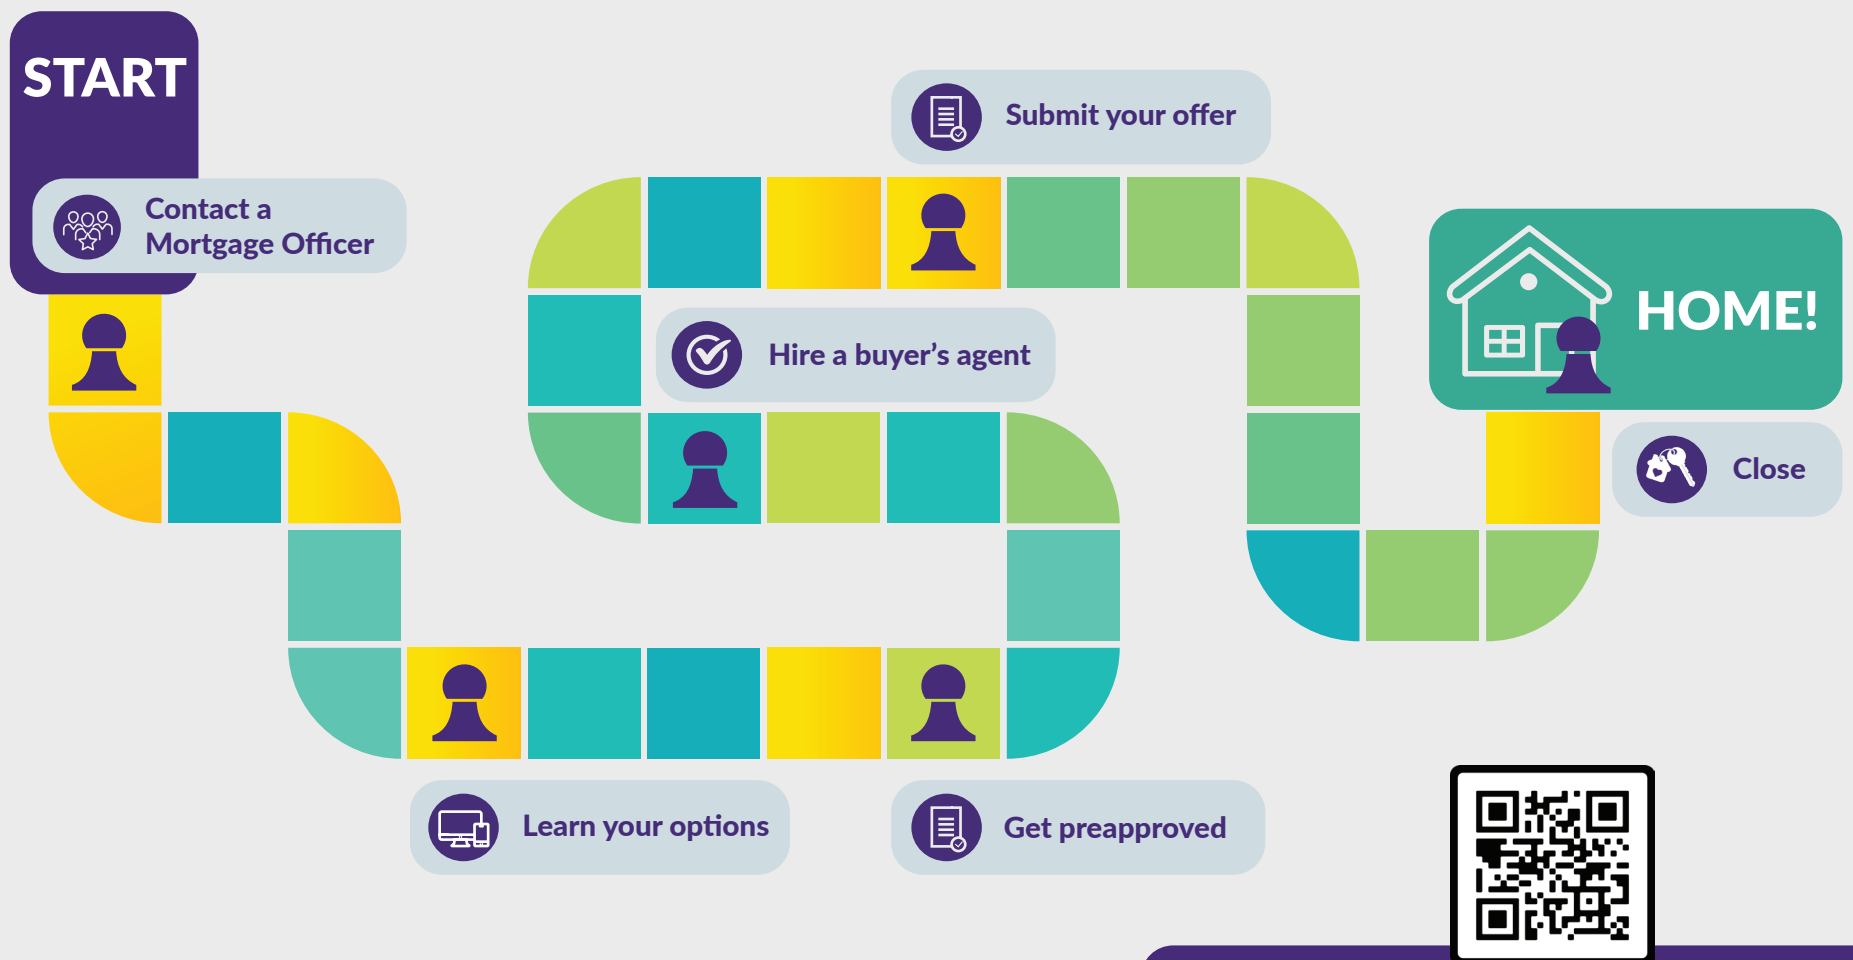 START
Contact a
Mortgage Officer
Submit your offer
Hire a buyer's agent
HOME!
Close
Learn your options
Get preapproved